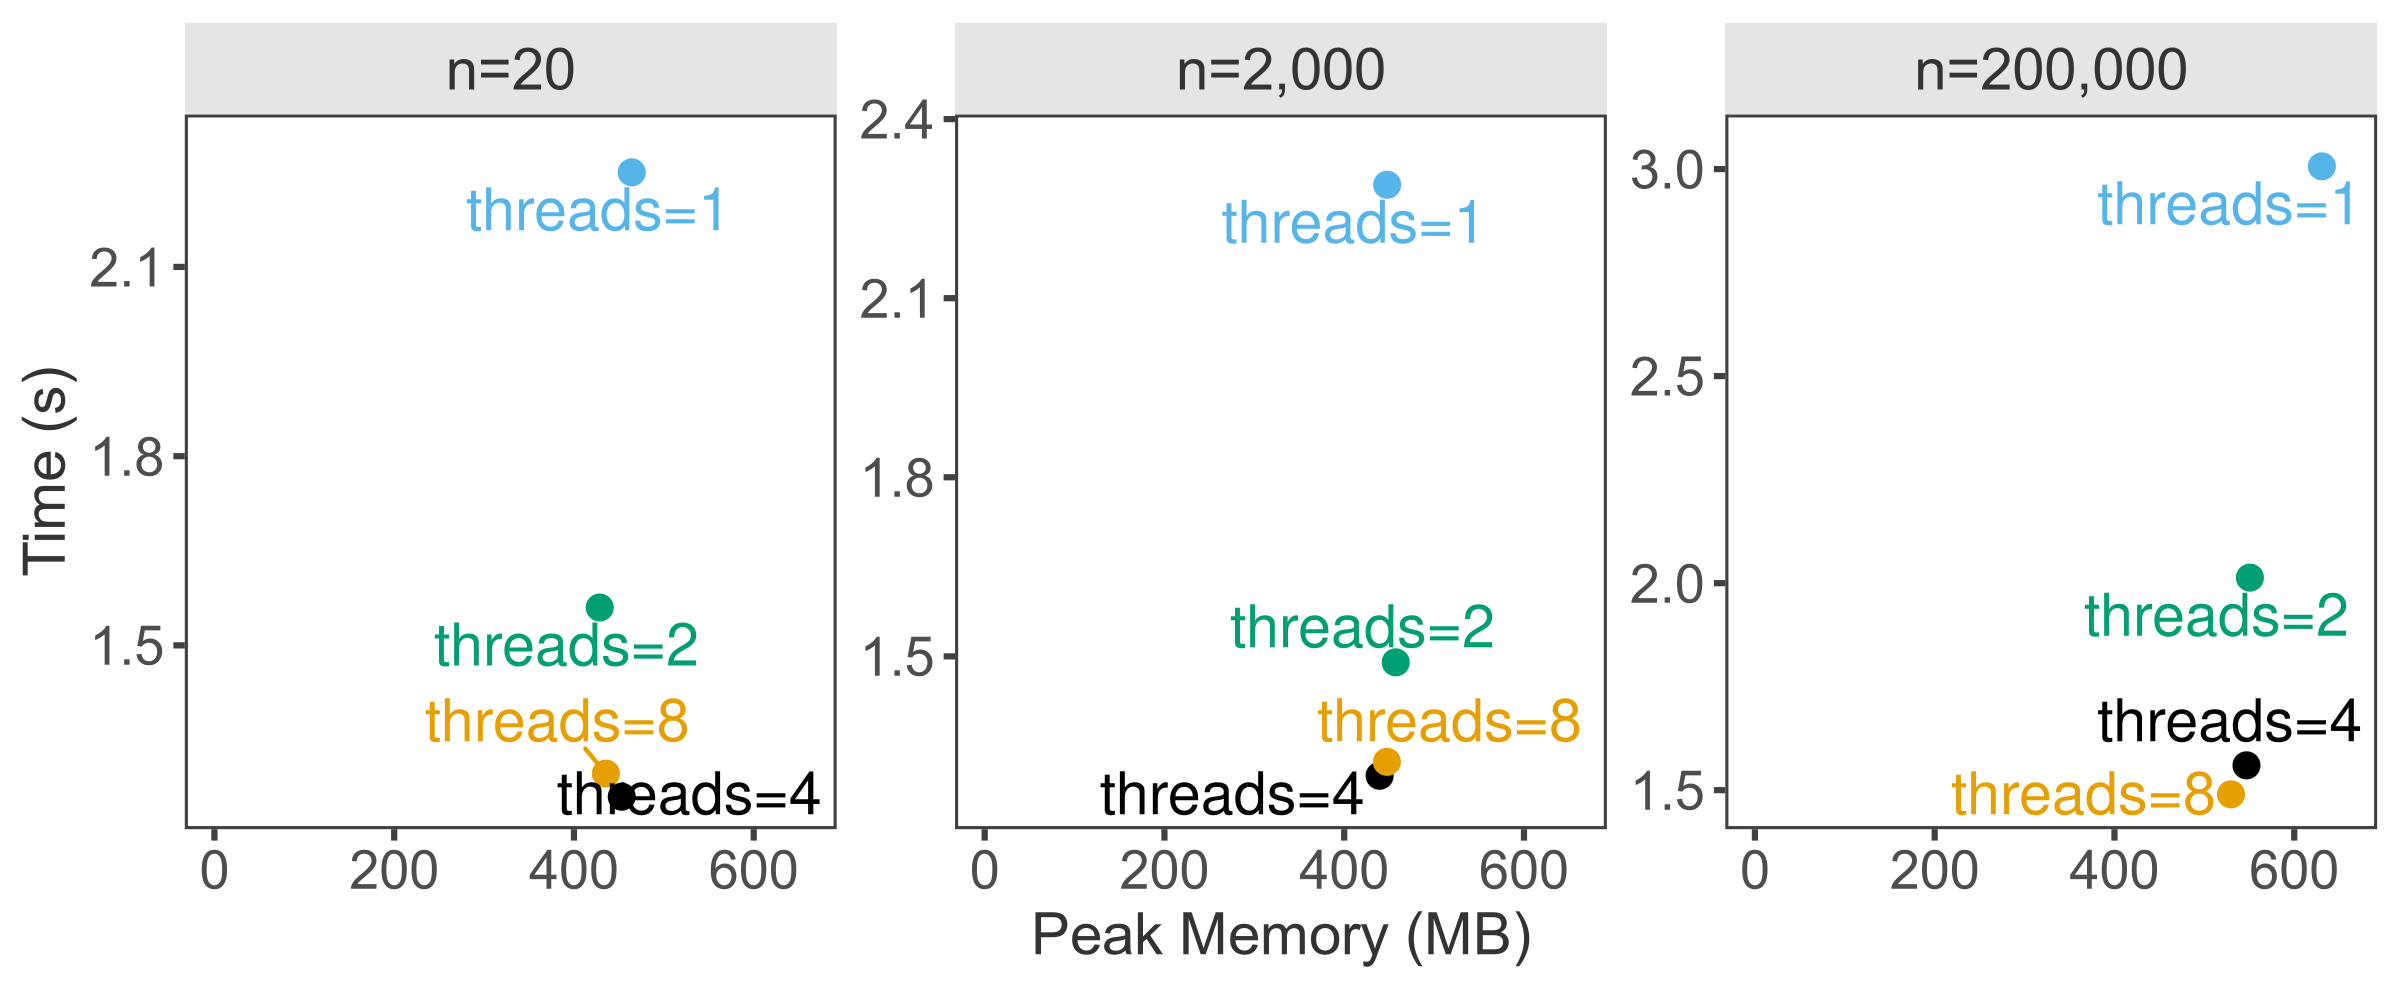 n=20
n=2,000
n=200,000
Time (s)
2.1
1.8
1.5
threads=1
threads=2
threads=8
threads=4
0 200 400 600
2.4
2.1
1.8
1.5
threads=1
threads=2
threads=8
threads=4
0 200 400 600
3.0
2.5
2.0
1.5
threads=1
threads=2
threads=4
threads=8
0 200 400 600
Peak Memory (MB)